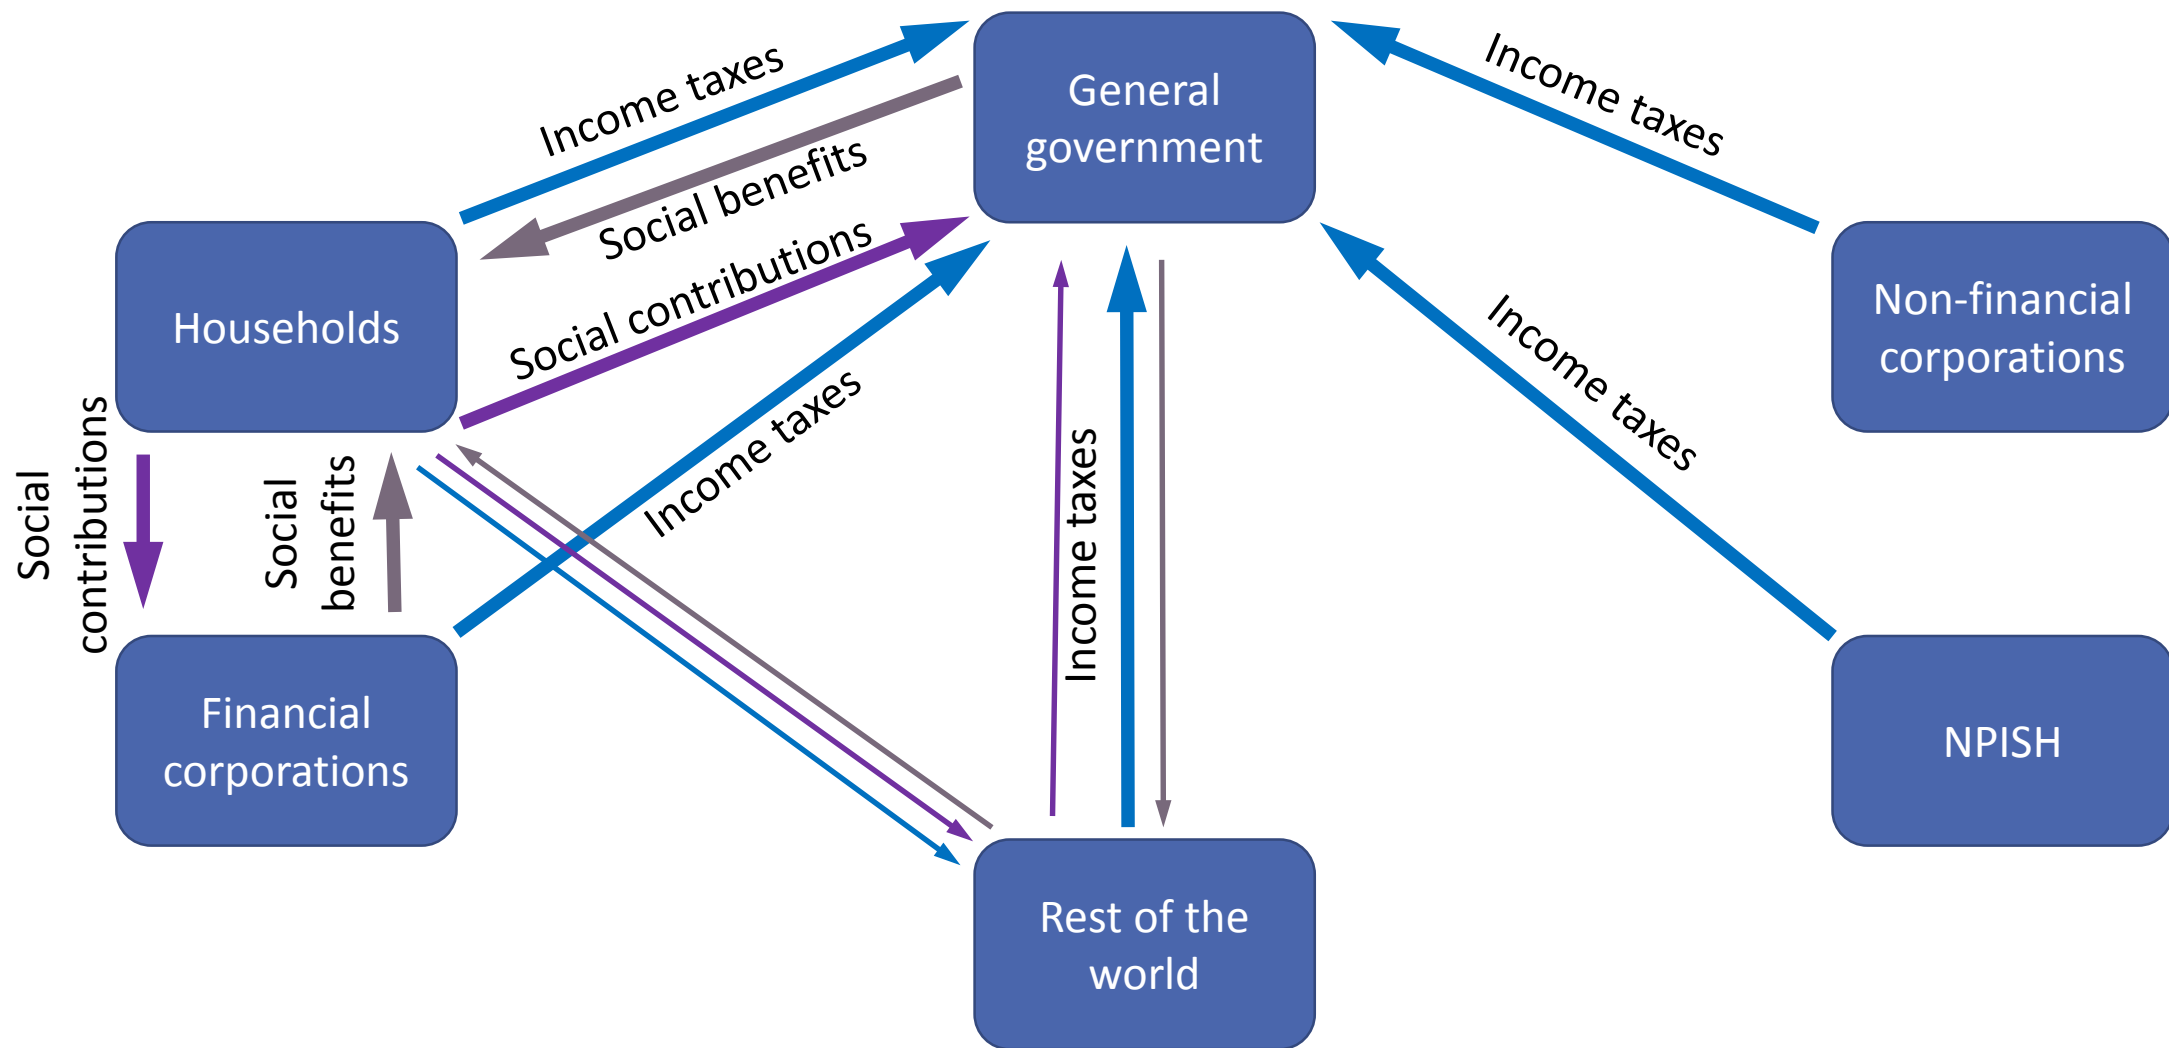 General
government
Income taxes
Income taxes
Social benefits
Social contributions
Households
Non-financial
corporations
Income taxes
Income taxes
Income taxes
Social
contributions
Social
benefits
Financial
corporations
NPISH
Rest of the
world